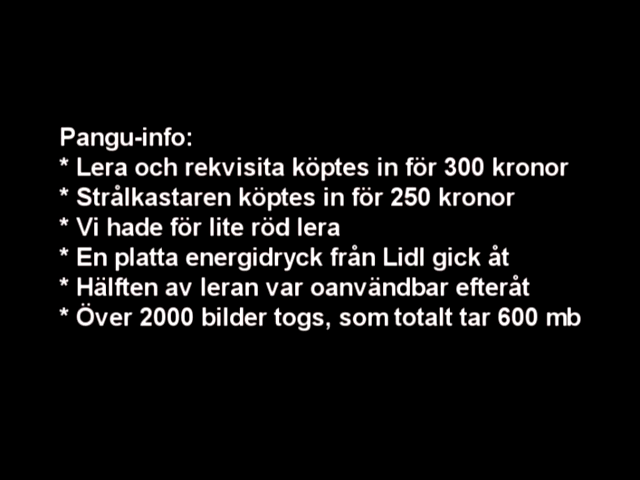 Pangu-info:
* Lera och rekvisita köptes in för 300 kronor
* Strålkastaren köptes in för 250 kronor
* Vi hade för lite röd lera
* En platta energidryck från Lidl gick åt
* Hälften av leran var oanvändbar efteråt
* Över 2000 bilder togs, som totalt tar 600 mb